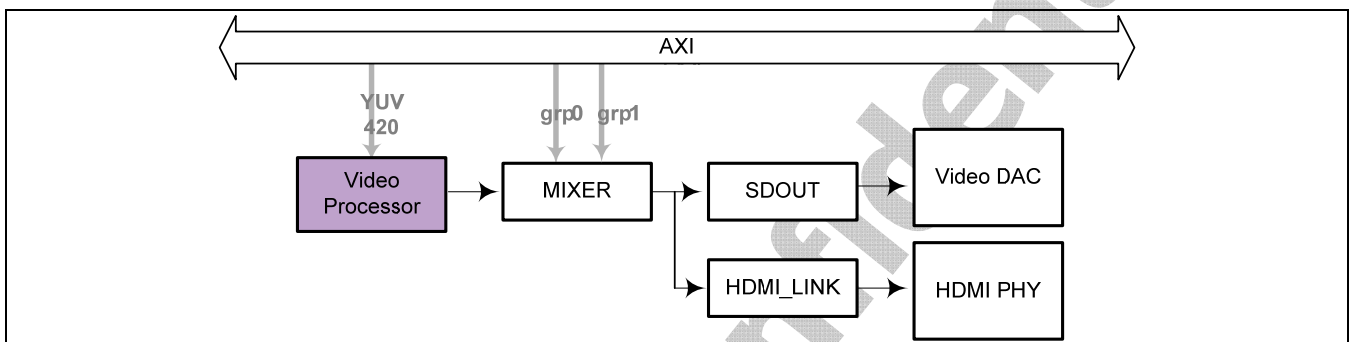 AXI
YUV
420
grp0 grp1
Video
Processor
MIXER
SDOUT
Video DAC
HDMI_LINK
HDMI PHY